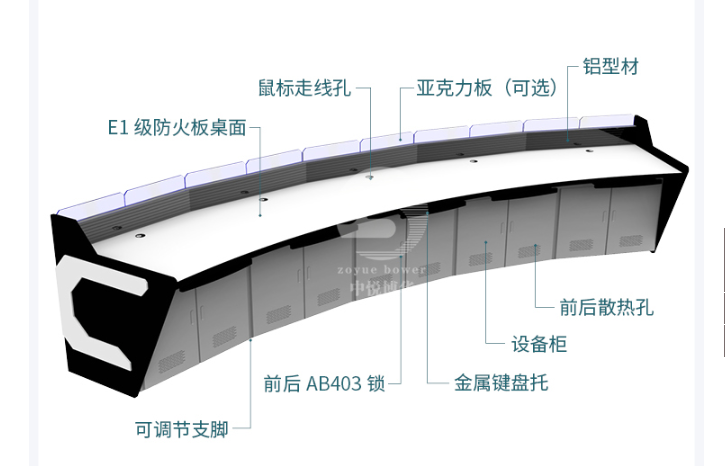 铝型材
鼠标走线孔
亚克力板（可选）
E1 级防火板桌面
zoyue bower
中悦博华
前后散热孔
设备柜
前后 AB403 锁
金属键盘托
可调节支脚